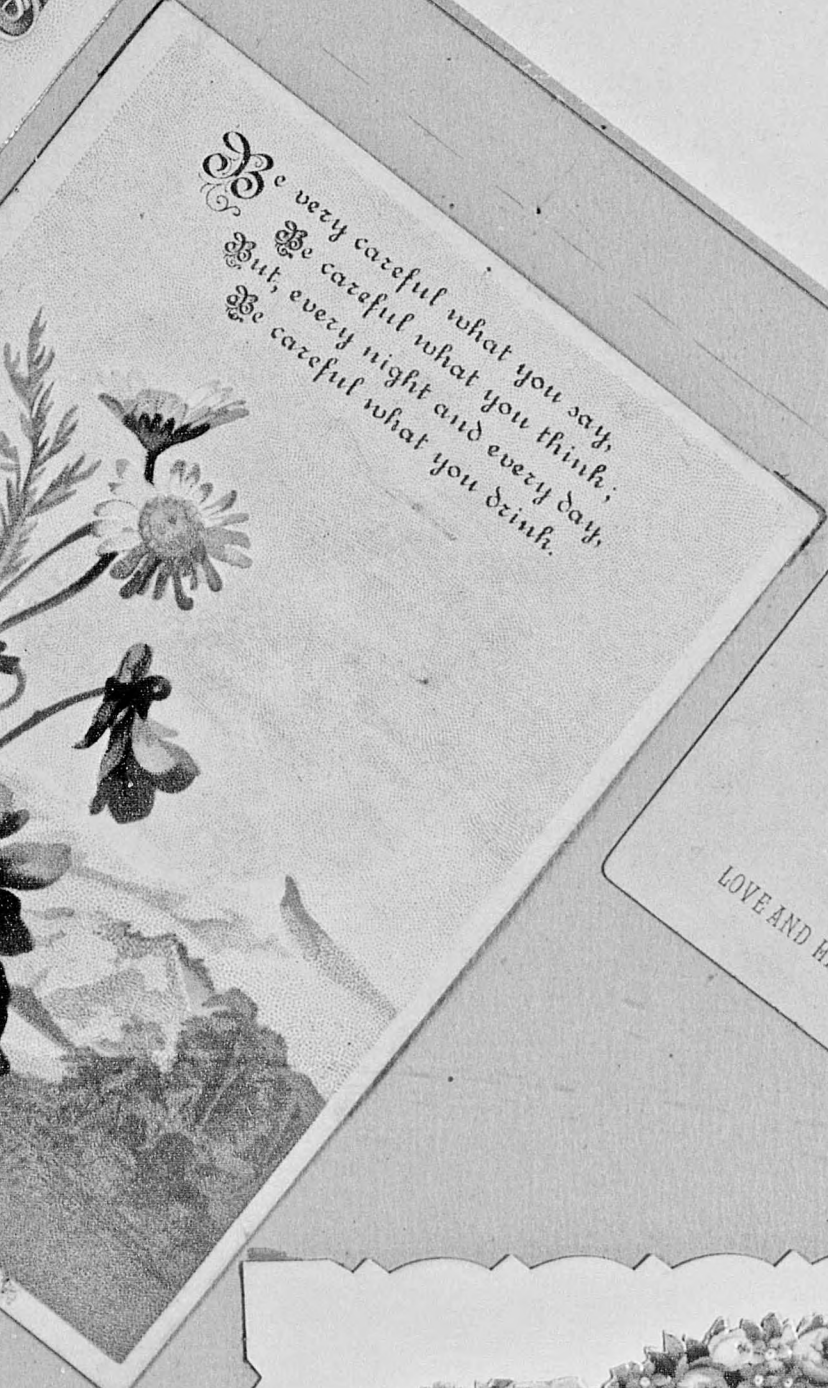 Be very careful what you say,
Be careful what you think;
But, every night and every day,
Be careful what you drink.
LOVE AND